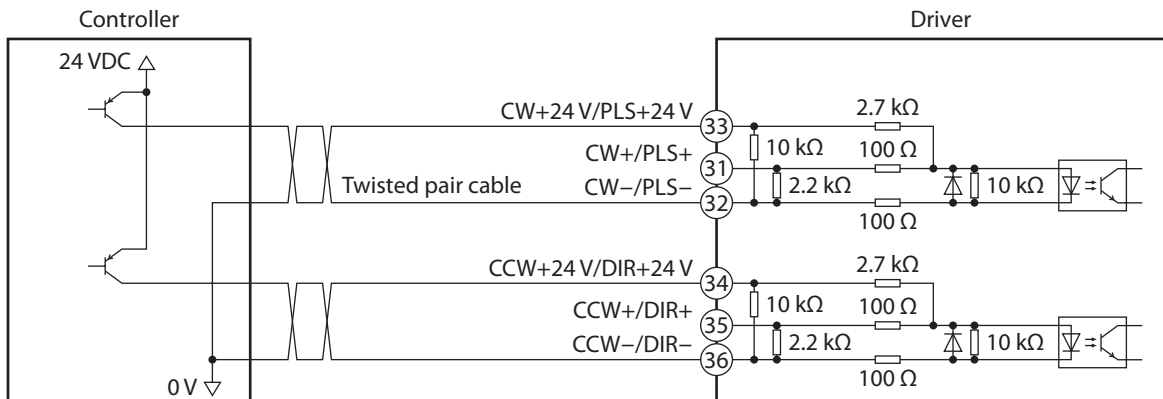 Controller
Driver
24 VDC
CW+24 V/PLS+24 V
33
2.7 kΩ
10 kΩ
CW+/PLS+
31
100 Ω
Twisted pair cable
CW−/PLS−
32
2.2 kΩ
10 kΩ
100 Ω
CCW+24 V/DIR+24 V
34
2.7 kΩ
10 kΩ
CCW+/DIR+
35
100 Ω
CCW−/DIR−
36
2.2 kΩ
10 kΩ
100 Ω
0 V